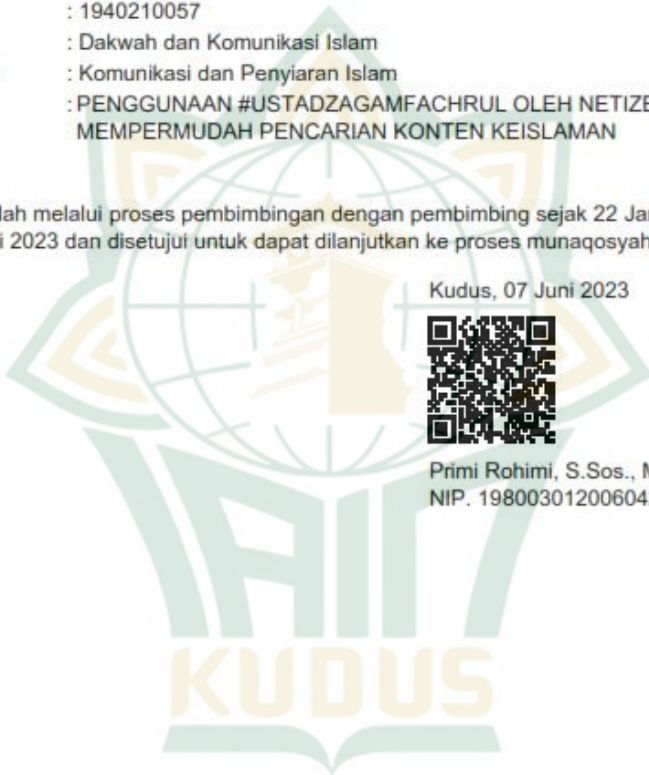 : 1940210057
: Dakwah dan Komunikasi Islam
: Komunikasi dan Penyiaran Islam
: PENGGUNAAN #USTADZAGAMFACHRUL OLEH NETIZE
MEMPERMUDAH PENCARIAN KONTEN KEISLAMAN
lah melalui proses pembimbingan dengan pembimbing sejak 22 Jan
i 2023 dan disetujui untuk dapat dilanjutkan ke proses munaqosyah
Kudus, 07 Juni 2023
Primi Rohimi, S.Sos., M
NIP. 19800301200604
IAIN
KUDUS